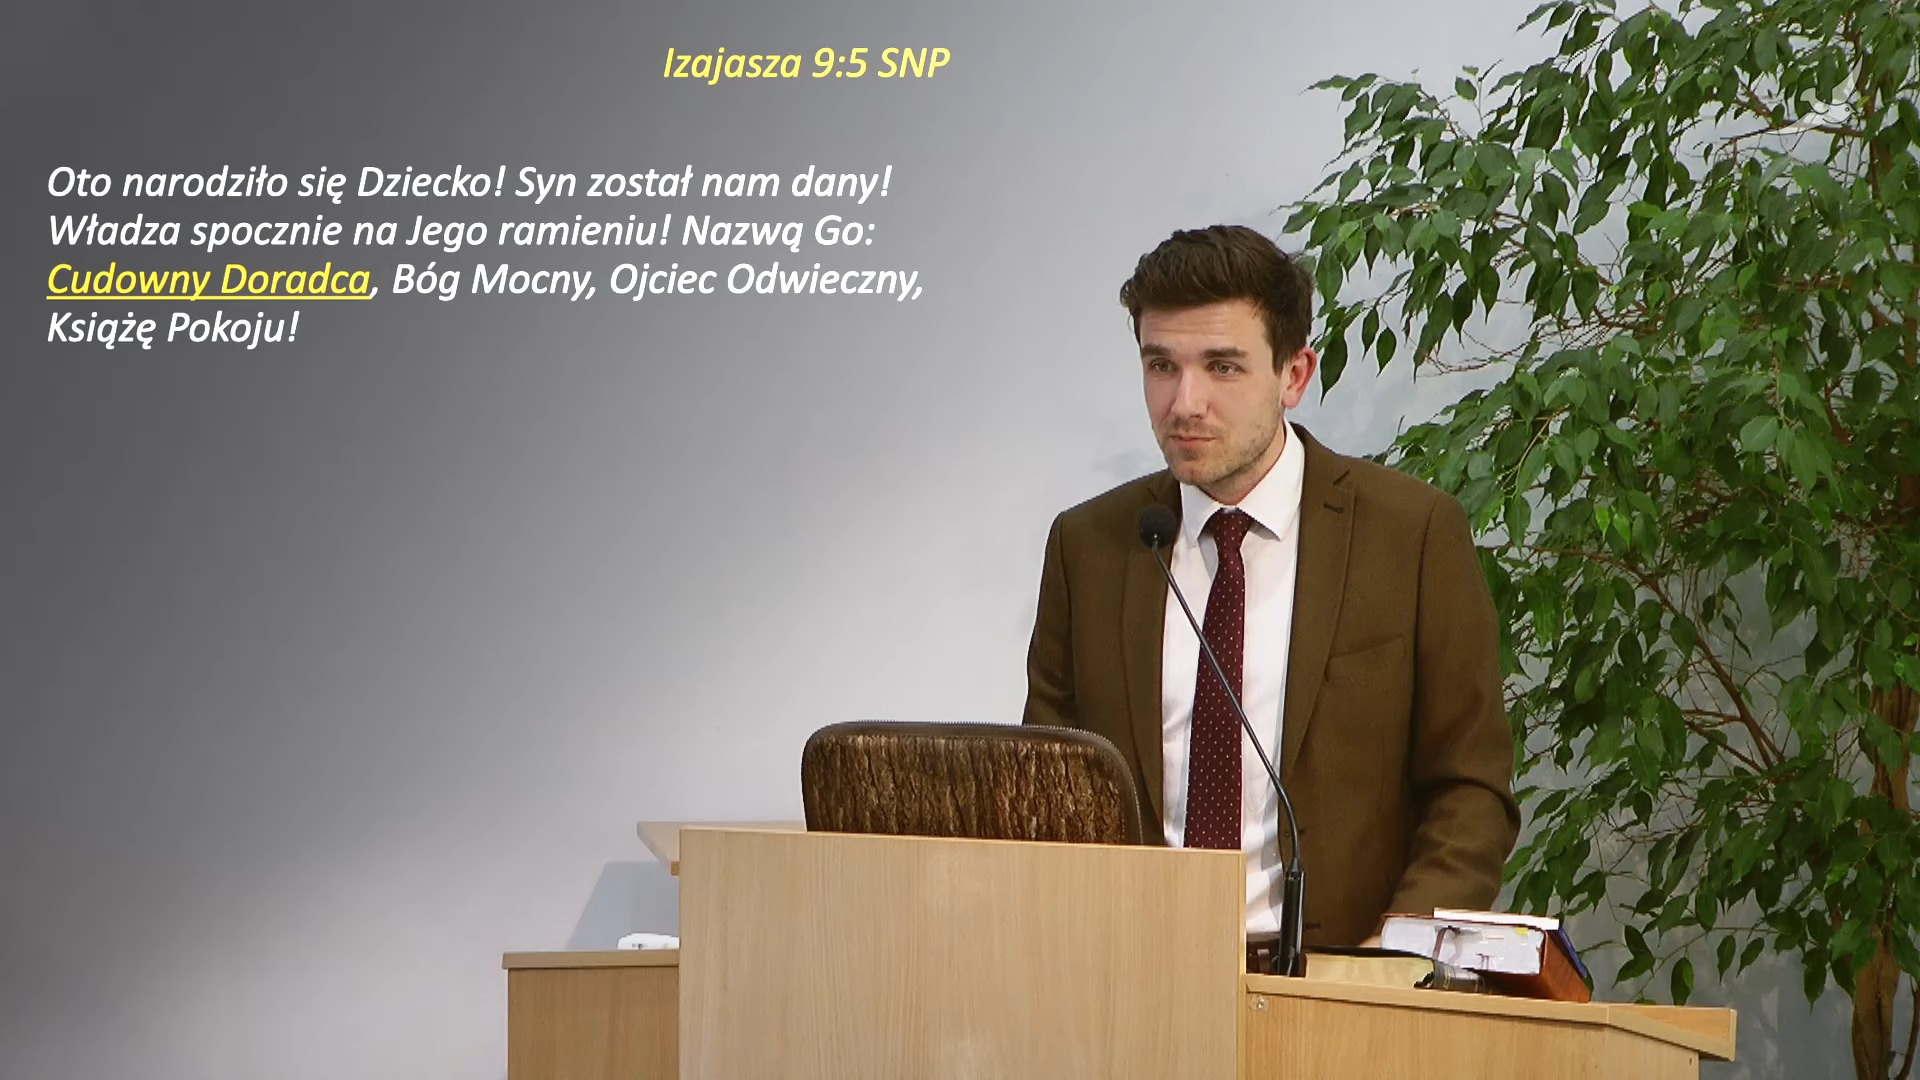 Izajasza 9:5 SNP
Oto narodziło się Dziecko! Syn został nam dany!
Władza spocznie na Jego ramieniu! Nazwą Go:
Cudowny Doradca, Bóg Mocny, Ojciec Odwieczny,
Książę Pokoju!